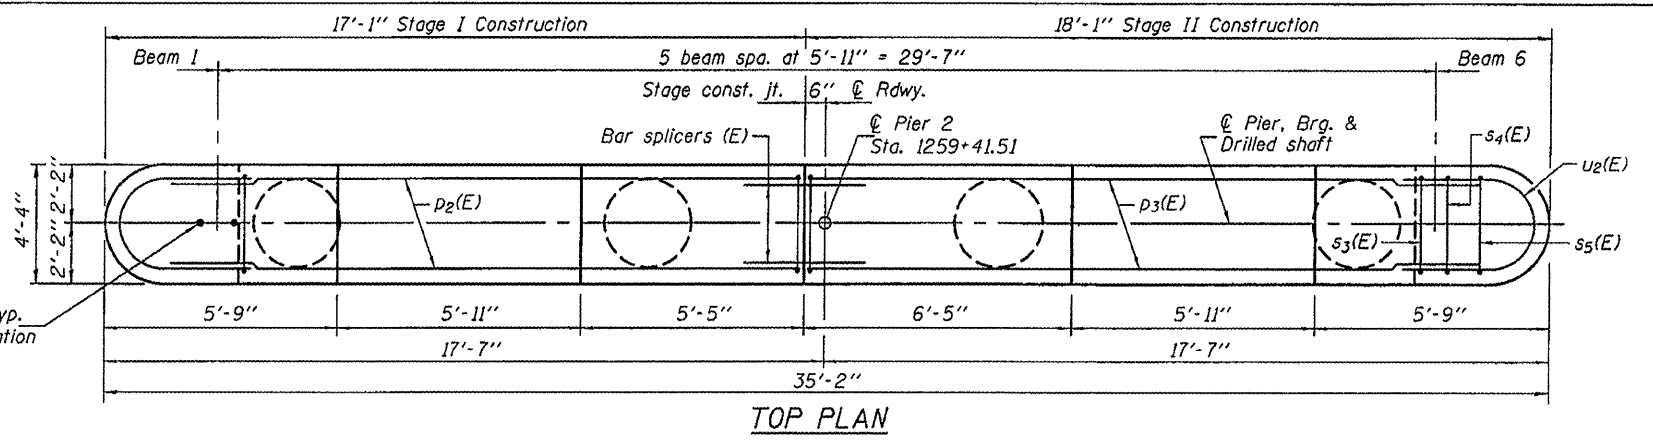 17'-1" Stage I Construction
18'-1" Stage II Construction
Beam 1
5 beam spa. at 5'-11" = 29'-7"
Beam 6
Stage const. jt.
6"
℄ Rdwy.
Bar splicers (E)
℄ Pier 2
Sta. 1259+41.51
℄ Pier, Brg. &
Drilled shaft
s4(E)
u2(E)
4'-4"
2'-2"
2'-2"
p2(E)
p3(E)
s3(E)
s5(E)
yp.
ation
5'-9"
5'-11"
5'-5"
6'-5"
5'-11"
5'-9"
17'-7"
17'-7"
35'-2"
TOP PLAN